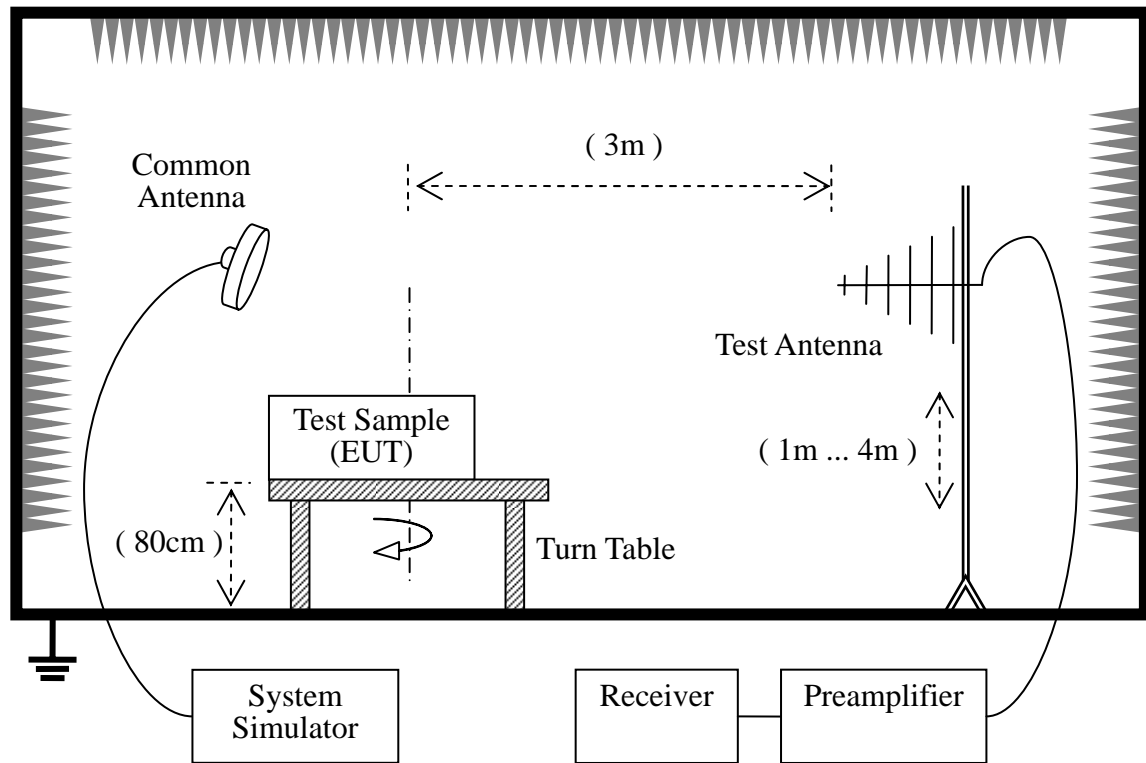 ( 3m )
Common
Antenna
Test Antenna
Test Sample
(EUT)
( 1m ... 4m )
( 80cm )
Turn Table
System
Simulator
Receiver
Preamplifier